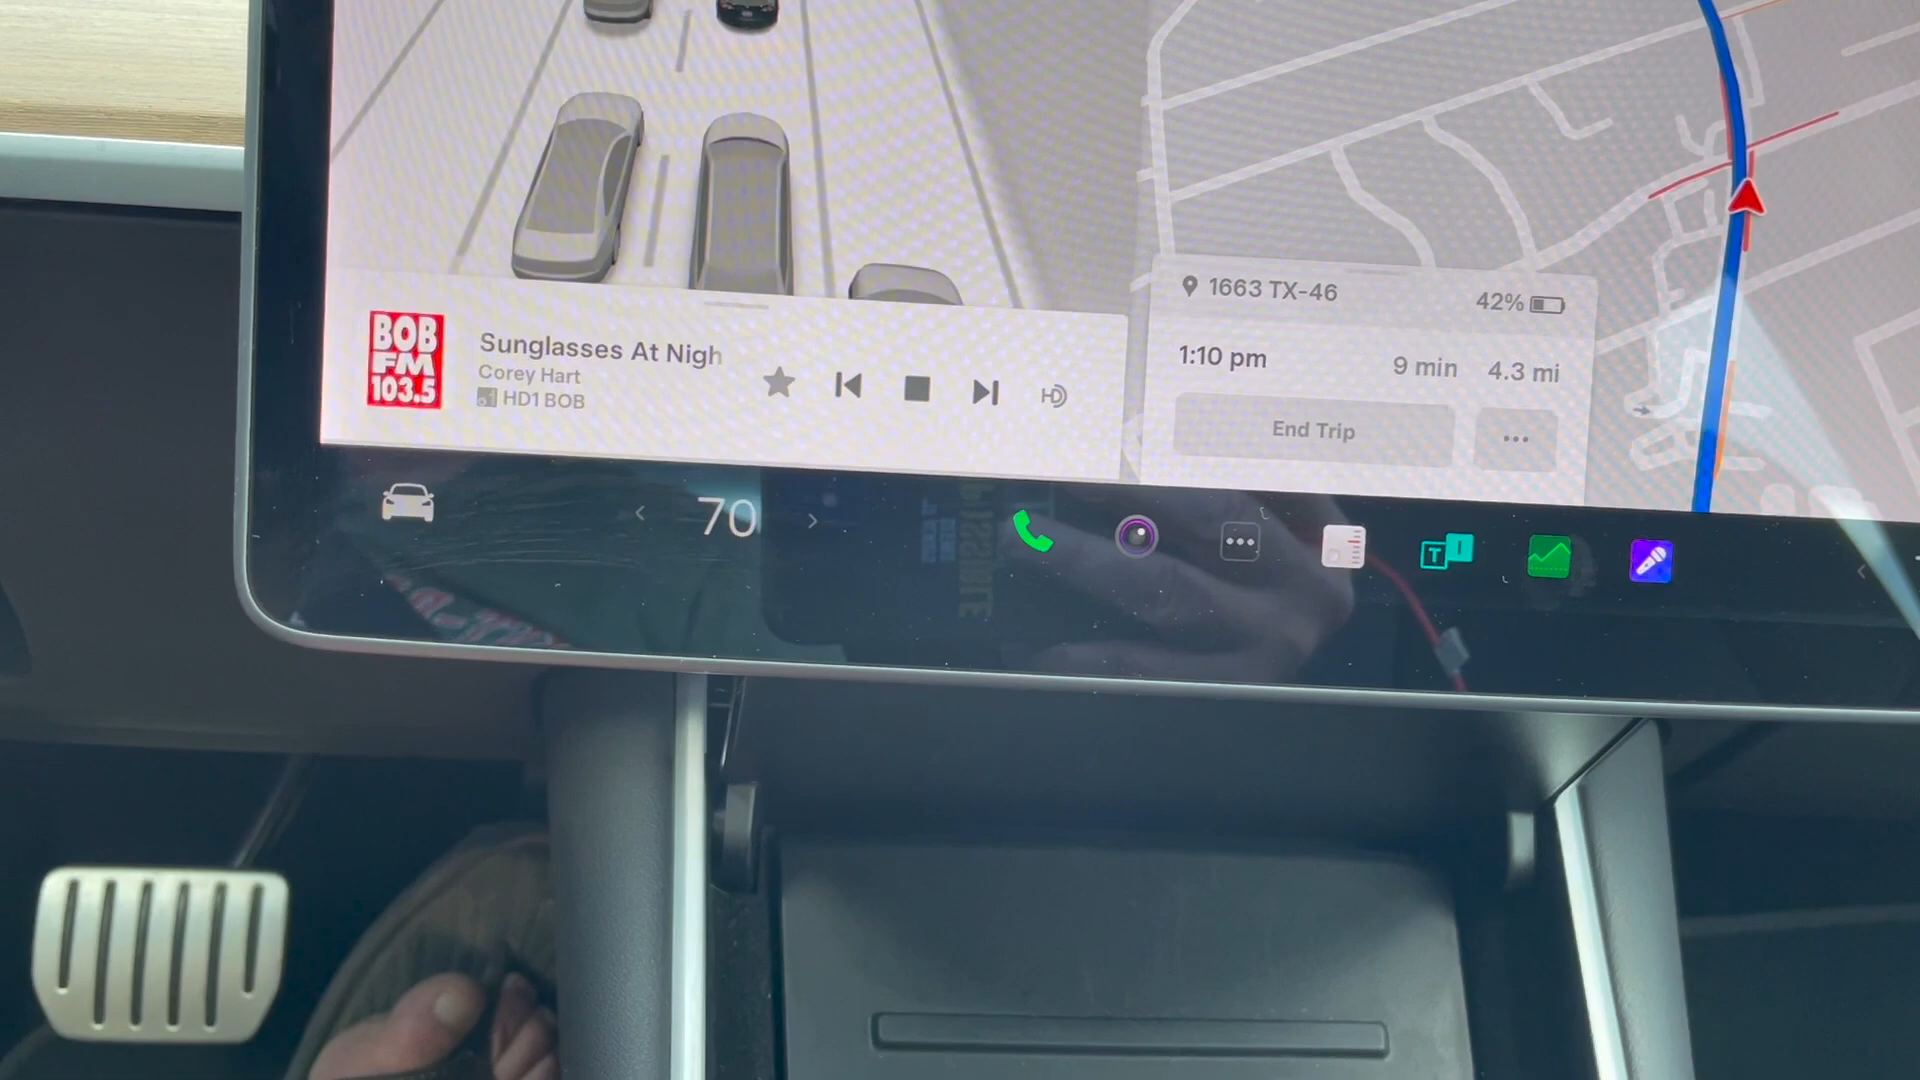 BOB
FM
103.5
Sunglasses At Nigh
Corey Hart
HD1 BOB
HD
1663 TX-46
42%
1:10 pm
9 min
4.3 mi
End Trip
70
T
I